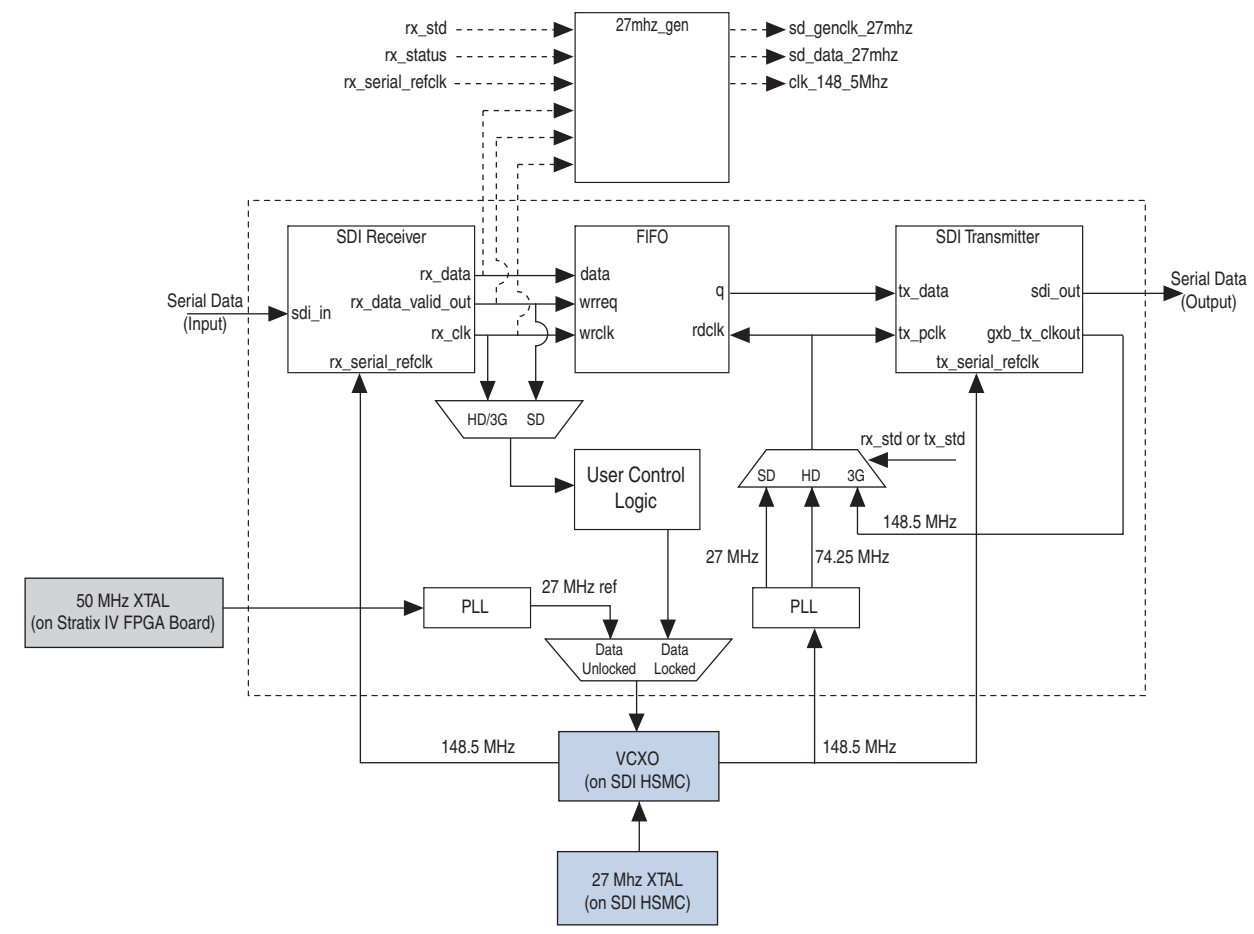 rx_std
rx_status
rx_serial_refclk
27mhz_gen
sd_genclk_27mhz
sd_data_27mhz
clk_148_5Mhz
SDI Receiver
FIFO
SDI Transmitter
Serial Data
(Input)
sdi_in
rx_data
rx_data_valid_out
rx_clk
rx_serial_refclk
data
wrreq
wrclk
q
rdclk
tx_data
tx_pclk
sdi_out
gxb_tx_clkout
tx_serial_refclk
Serial Data
(Output)
HD/3G
SD
rx_std or tx_std
User Control
Logic
SD
HD
3G
148.5 MHz
27 MHz
74.25 MHz
50 MHz XTAL
(on Stratix IV FPGA Board)
PLL
27 MHz ref
PLL
Data
Unlocked
Data
Locked
148.5 MHz
VCXO
(on SDI HSMC)
148.5 MHz
27 Mhz XTAL
(on SDI HSMC)